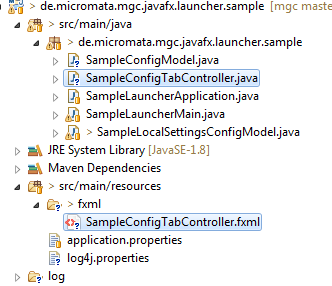 > de.micromata.mgc.javafx.launcher.sample [mgc mast
> src/main/java
> de.micromata.mgc.javafx.launcher.sample
SampleConfigModel.java
SampleConfigTabController.java
SampleLauncherApplication.java
SampleLauncherMain.java
> SampleLocalSettingsConfigModel.java
JRE System Library [JavaSE-1.8]
Maven Dependencies
> src/main/resources
> fxml
SampleConfigTabController.fxml
application.properties
log4j.properties
log